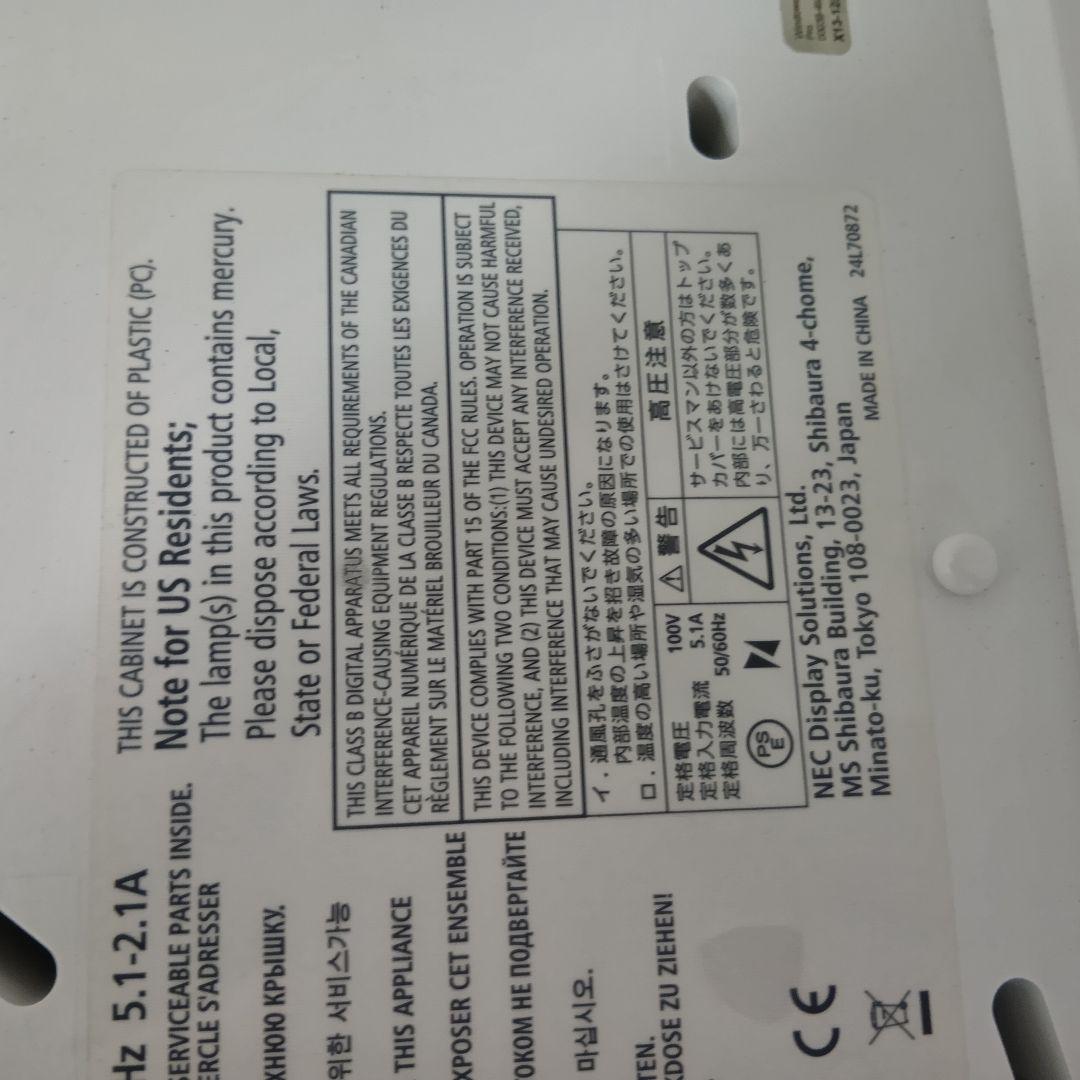 Hz 5.1-2.1A
SERVICEABLE PARTS INSIDE.
ERCLE S'ADRESSER
ХНЮЮ КРЫШКУ.
위한 서비스가능
THIS APPLIANCE
XPOSER CET ENSEMBLE
ТОКОМ НЕ ПОДВЕРГАЙТЕ
마십시오.
TEN.
KDOSE ZU ZIEHEN!
CE
THIS CABINET IS CONSTRUCTED OF PLASTIC (PC).
Note for US Residents;
The lamp(s) in this product contains mercury.
Please dispose according to Local,
State or Federal Laws.
THIS CLASS B DIGITAL APPARATUS MEETS ALL REQUIREMENTS OF THE CANADIAN
INTERFERENCE-CAUSING EQUIPMENT REGULATIONS.
CET APPAREIL NUMÉRIQUE DE LA CLASSE B RESPECTE TOUTES LES EXIGENCES DU
RÈGLEMENT SUR LE MATÉRIEL BROUILLEUR DU CANADA.
THIS DEVICE COMPLIES WITH PART 15 OF THE FCC RULES. OPERATION IS SUBJECT
TO THE FOLLOWING TWO CONDITIONS:(1) THIS DEVICE MAY NOT CAUSE HARMFUL
INTERFERENCE, AND (2) THIS DEVICE MUST ACCEPT ANY INTERFERENCE RECEIVED,
INCLUDING INTERFERENCE THAT MAY CAUSE UNDESIRED OPERATION.
イ. 通風孔をふさがないでください。
内部温度の上昇を招き故障の原因になります。
ロ. 温度の高い場所や湿気の多い場所での使用はさけてください。
定格電圧 100V
定格入力電流 5.1A
定格周波数 50/60Hz
PS
E
警告
高圧注意
サービスマン以外の方はトップ
カバーをあけないでください。
内部には高電圧部分が数多くあ
り、万一さわると危険です。
NEC Display Solutions, Ltd.
MS Shibaura Building, 13-23, Shibaura 4-chome,
Minato-ku, Tokyo 108-0023, Japan
MADE IN CHINA 24L70872
Windows
Pro
X13-12